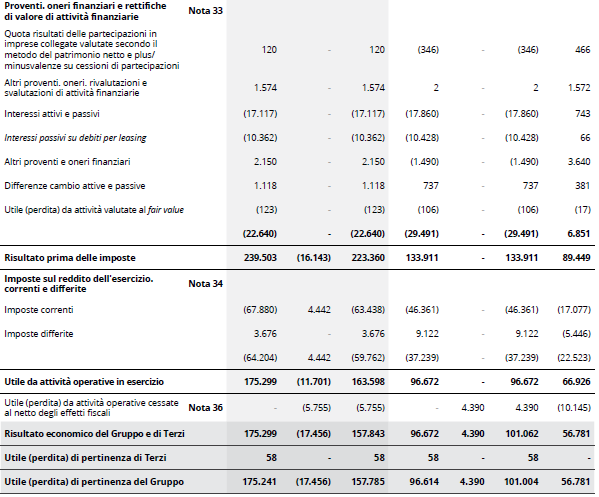 Proventi. oneri finanziari e rettifiche
di valore di attività finanziarie Nota 33
Quota risultati delle partecipazioni in
imprese collegate valutate secondo il
metodo del patrimonio netto e plus/
minusvalenze su cessioni di partecipazioni 120 - 120 (346) - (346) 466
Altri proventi. oneri. rivalutazioni e
svalutazioni di attività finanziarie 1.574 - 1.574 2 - 2 1.572
Interessi attivi e passivi (17.117) - (17.117) (17.860) - (17.860) 743
Interessi passivi su debiti per leasing (10.362) - (10.362) (10.428) - (10.428) 66
Altri proventi e oneri finanziari 2.150 - 2.150 (1.490) - (1.490) 3.640
Differenze cambio attive e passive 1.118 - 1.118 737 - 737 381
Utile (perdita) da attività valutate al fair value (123) - (123) (106) - (106) (17)
(22.640) - (22.640) (29.491) - (29.491) 6.851
Risultato prima delle imposte 239.503 (16.143) 223.360 133.911 - 133.911 89.449
Imposte sul reddito dell'esercizio.
correnti e differite Nota 34
Imposte correnti (67.880) 4.442 (63.438) (46.361) - (46.361) (17.077)
Imposte differite 3.676 - 3.676 9.122 - 9.122 (5.446)
(64.204) 4.442 (59.762) (37.239) - (37.239) (22.523)
Utile da attività operative in esercizio 175.299 (11.701) 163.598 96.672 - 96.672 66.926
Utile (perdita) da attività operative cessate
al netto degli effetti fiscali Nota 36 - (5.755) (5.755) - 4.390 4.390 (10.145)
Risultato economico del Gruppo e di Terzi 175.299 (17.456) 157.843 96.672 4.390 101.062 56.781
Utile (perdita) di pertinenza di Terzi 58 - 58 58 - 58 -
Utile (perdita) di pertinenza del Gruppo 175.241 (17.456) 157.785 96.614 4.390 101.004 56.781